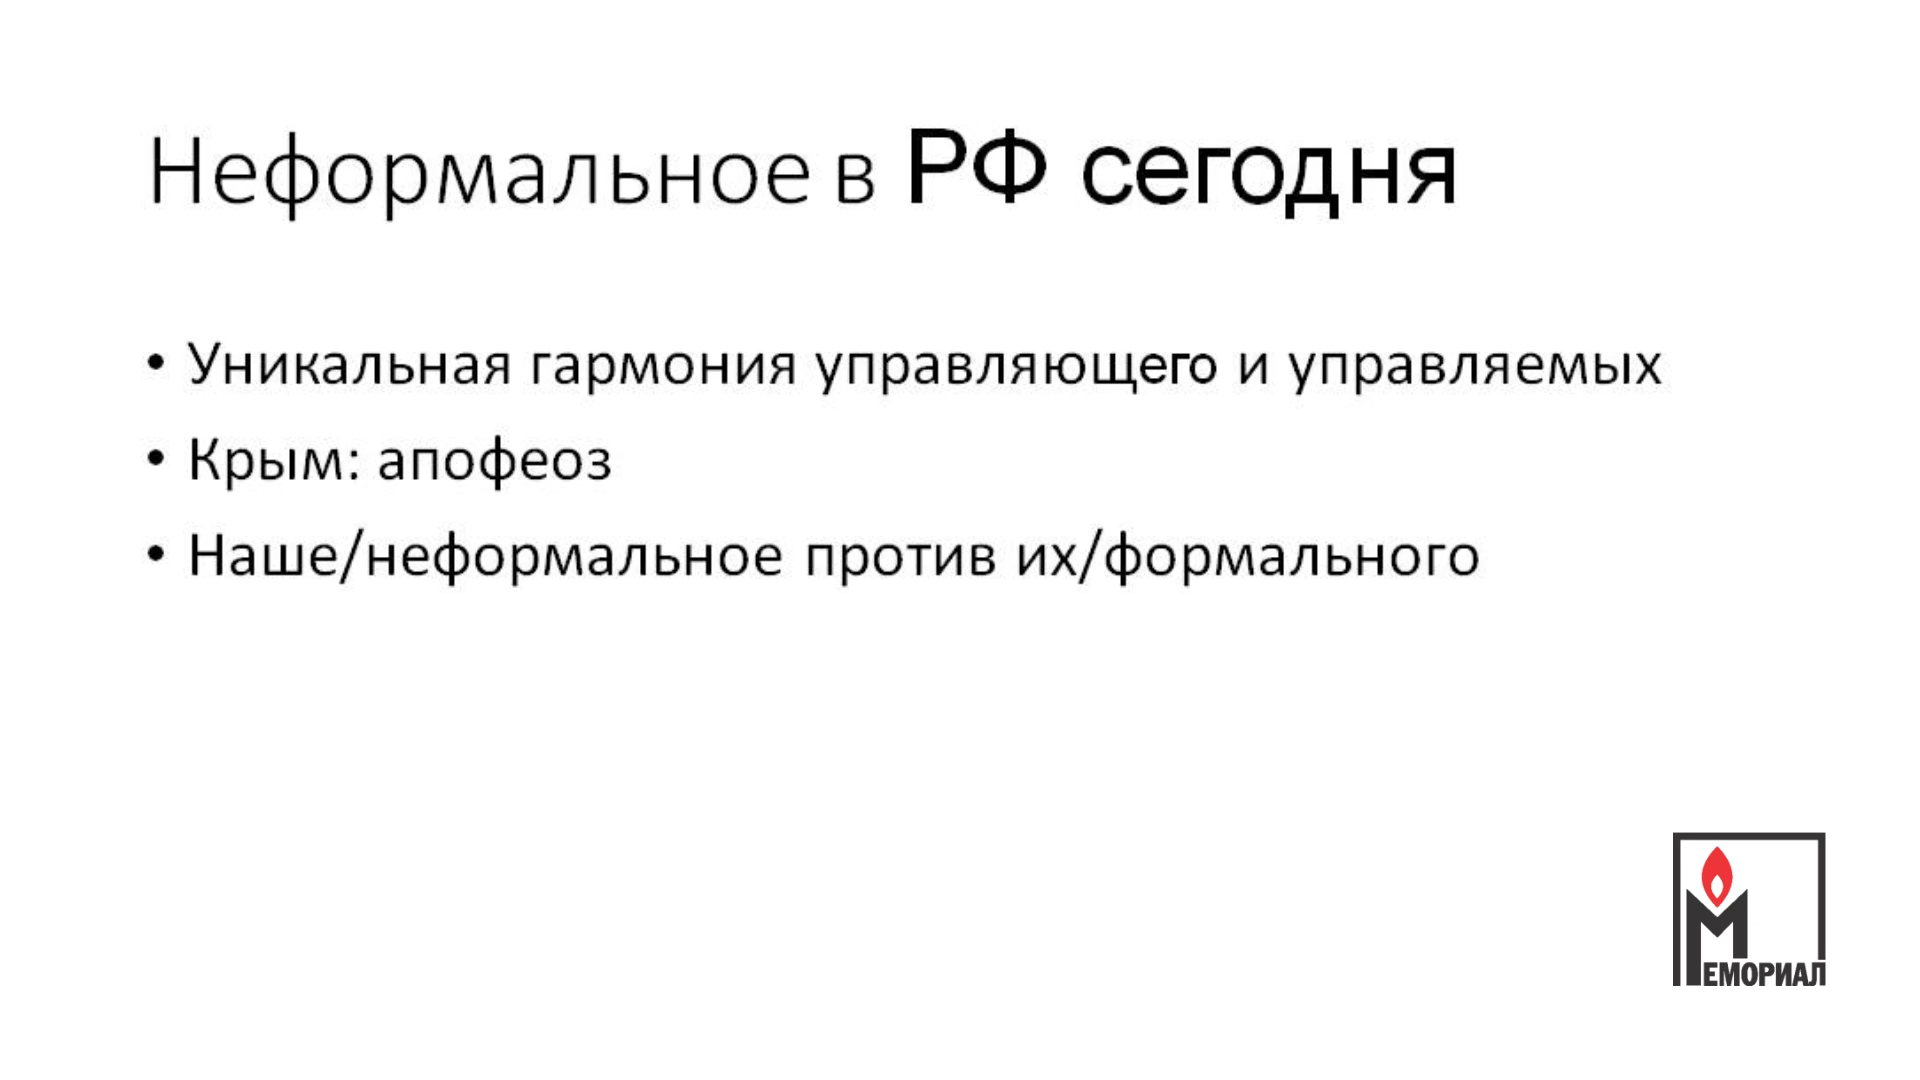 Неформальное в РФ сегодня
• Уникальная гармония управляющего и управляемых
• Крым: апофеоз
• Наше/неформальное против их/формального
МЕМОРИАЛ